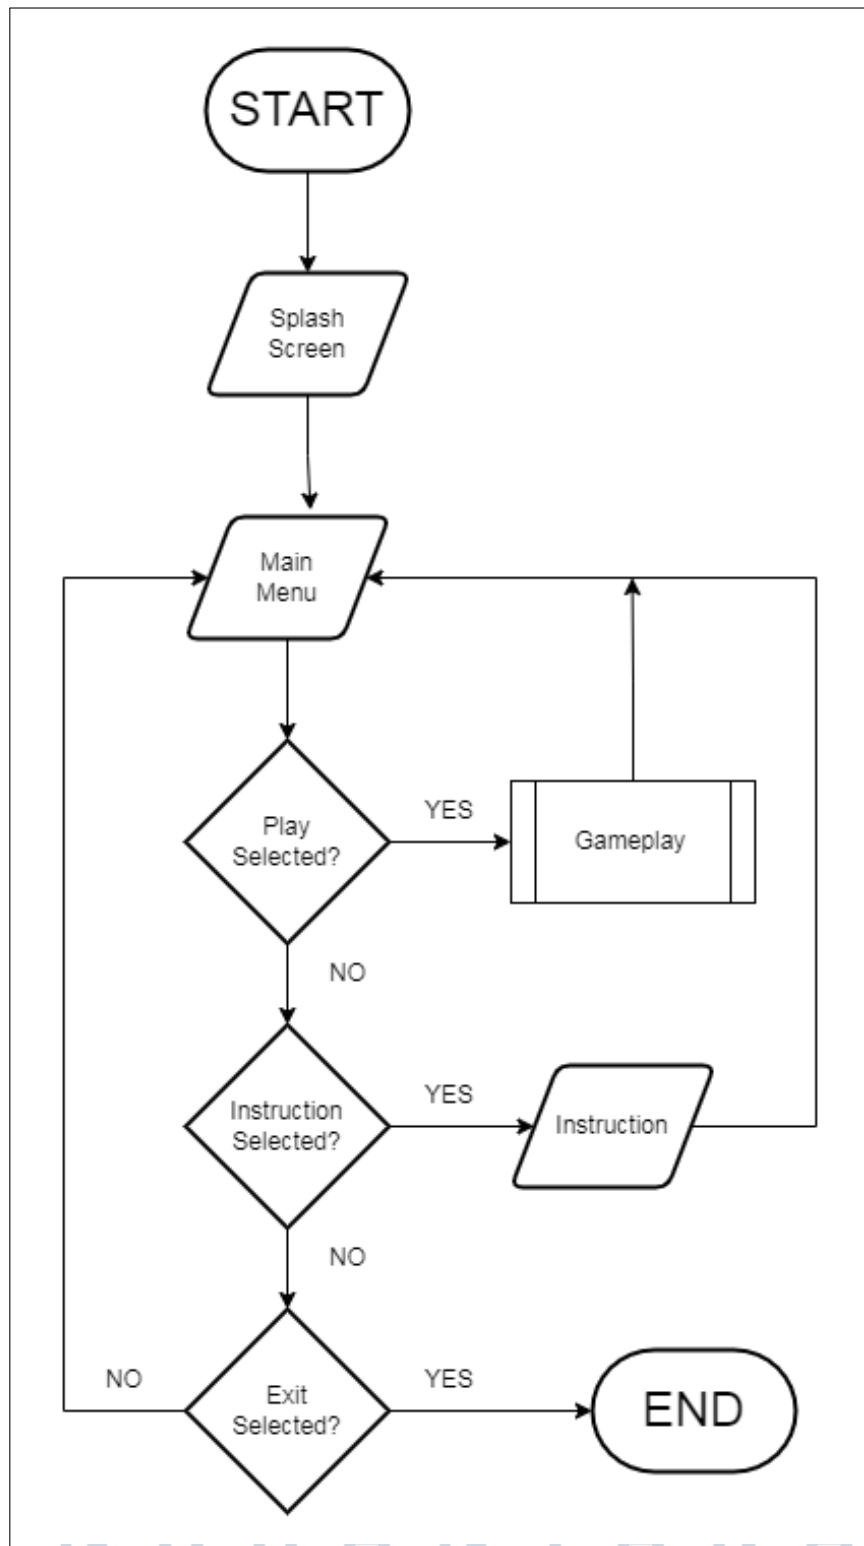 START
Splash
Screen
Main
Menu
Play
Selected?
YES
Gameplay
NO
Instruction
Selected?
YES
Instruction
NO
Exit
Selected?
NO
YES
END